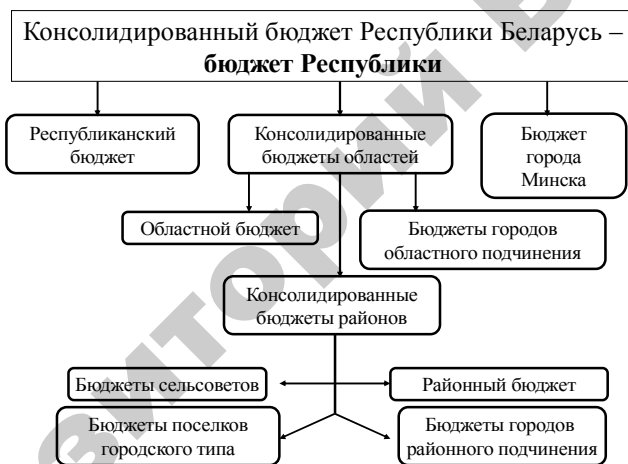 Консолидированный бюджет Республики Беларусь –
бюджет Республики
Республиканский
бюджет
Консолидированные
бюджеты областей
Бюджет
города
Минска
Областной бюджет
Бюджеты городов
областного подчинения
Консолидированные
бюджеты районов
Бюджеты сельсоветов
Районный бюджет
Бюджеты поселков
городского типа
Бюджеты городов
районного подчинения